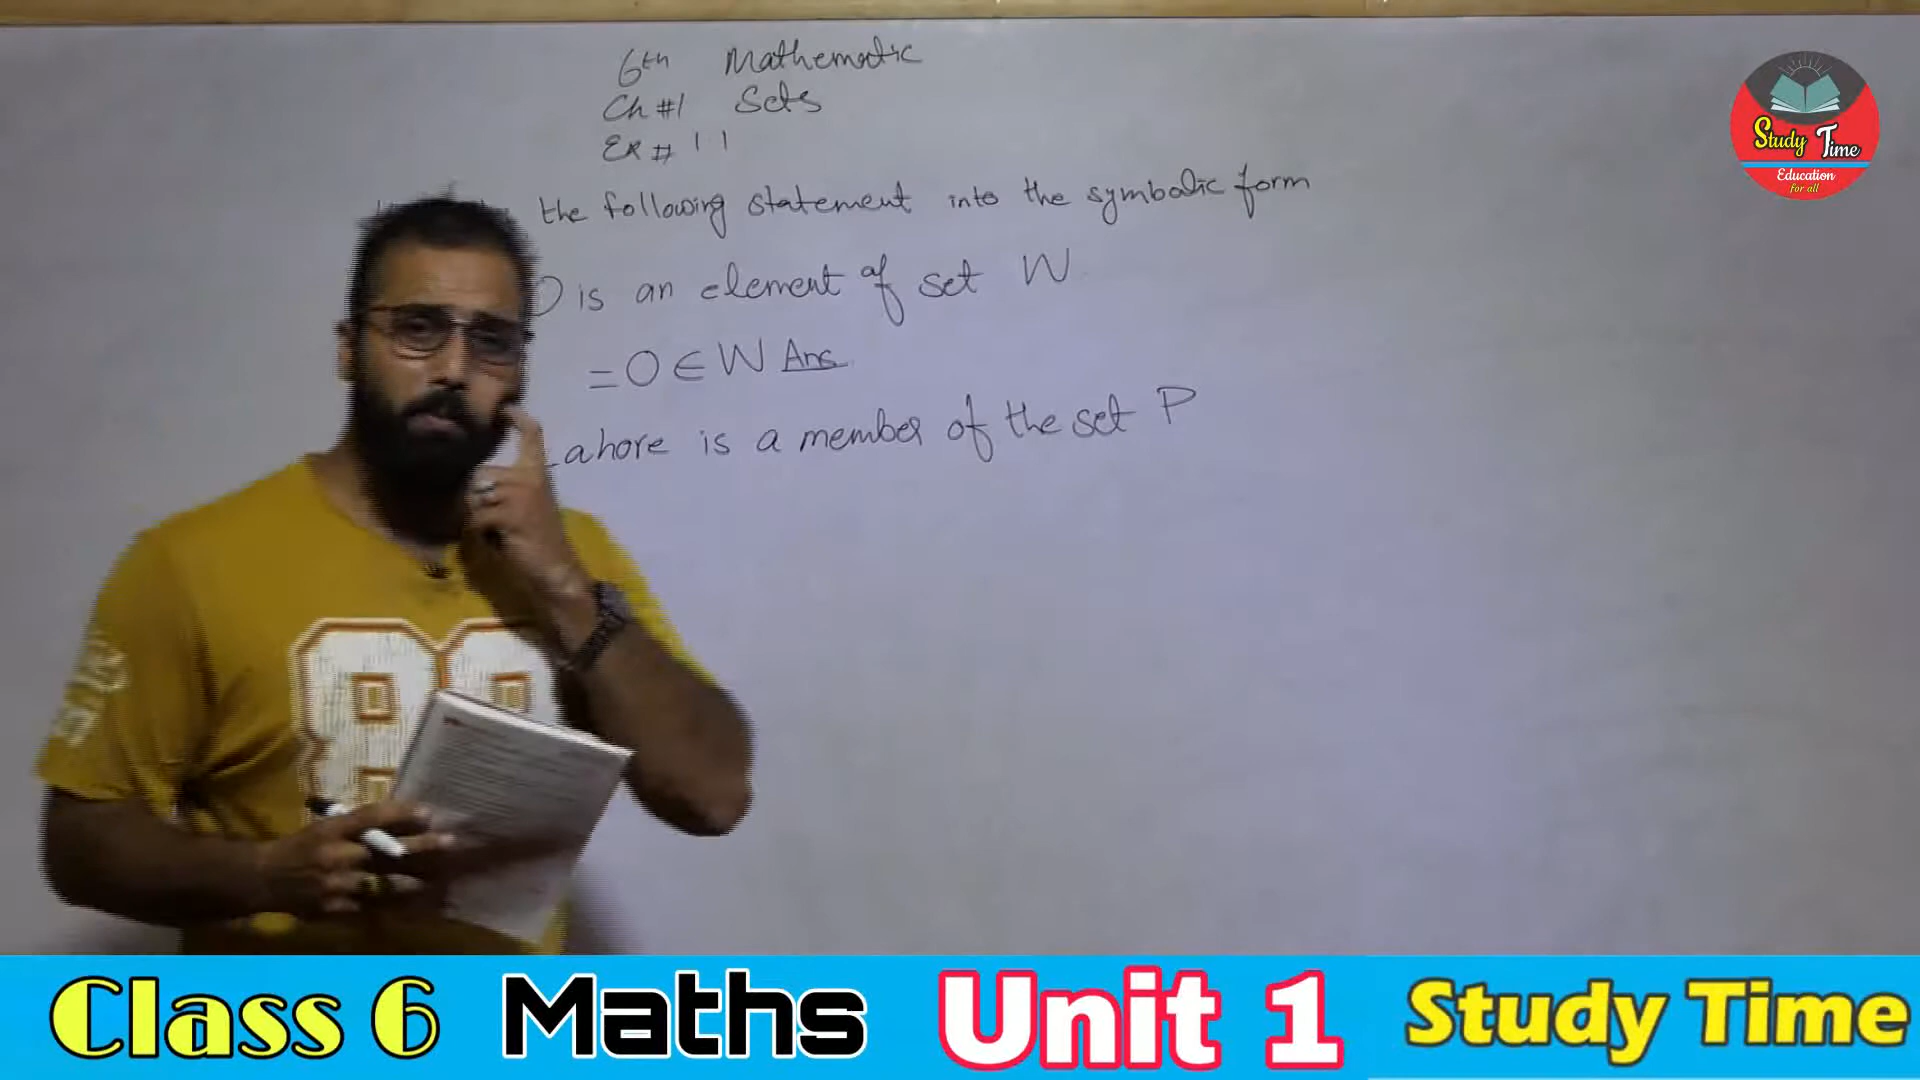 6th Mathematic
Ch #1 Sets
Ex # 1.1
the following statement into the symbolic form
0 is an element of set W
= 0 ∈ W Ans
Lahore is a member of the set P
Study Time
Education
for all
Class 6 Maths Unit 1 Study Time